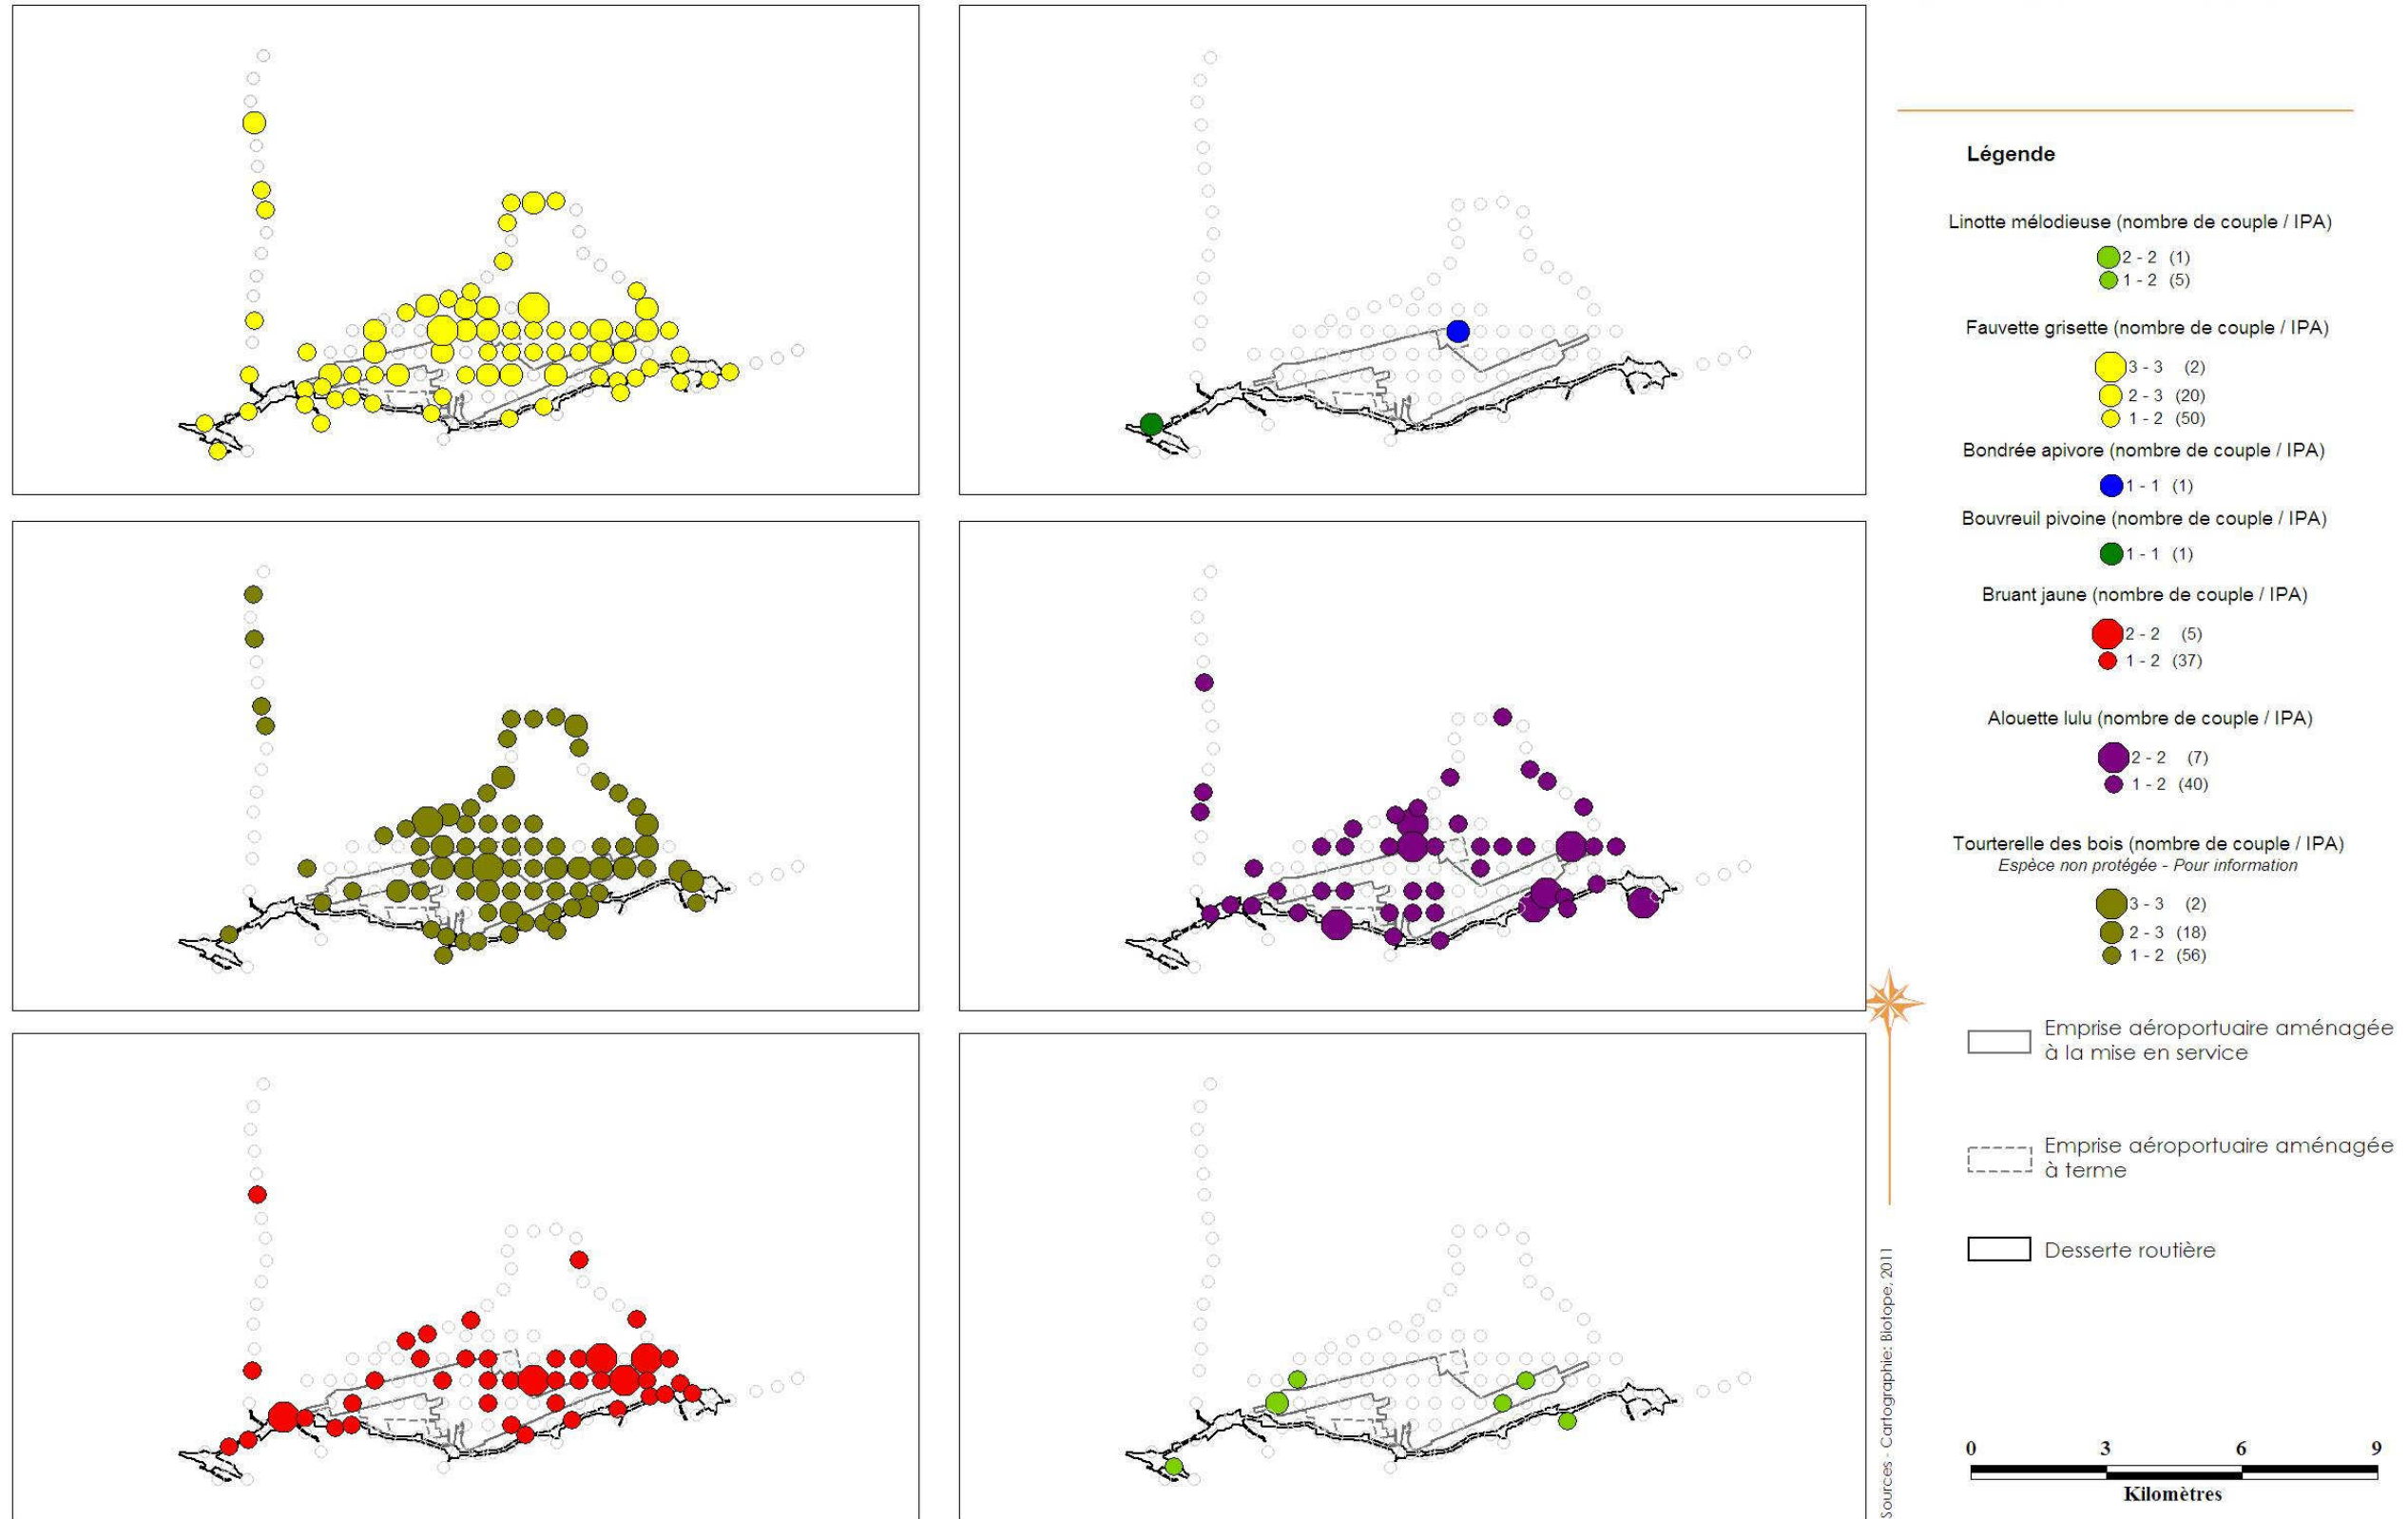 Légende
Linotte mélodieuse (nombre de couple / IPA)
2 - 2 (1)
1 - 2 (5)
Fauvette grisette (nombre de couple / IPA)
3 - 3 (2)
2 - 3 (20)
1 - 2 (50)
Bondrée apivore (nombre de couple / IPA)
1 - 1 (1)
Bouvreuil pivoine (nombre de couple / IPA)
1 - 1 (1)
Bruant jaune (nombre de couple / IPA)
2 - 2 (5)
1 - 2 (37)
Alouette lulu (nombre de couple / IPA)
2 - 2 (7)
1 - 2 (40)
Tourterelle des bois (nombre de couple / IPA)
Espèce non protégée - Pour information
3 - 3 (2)
2 - 3 (18)
1 - 2 (56)
Emprise aéroportuaire aménagée
à la mise en service
Emprise aéroportuaire aménagée
à terme
Desserte routière
0 3 6 9
Kilomètres
Sources - Cartographie: Biotope, 2011